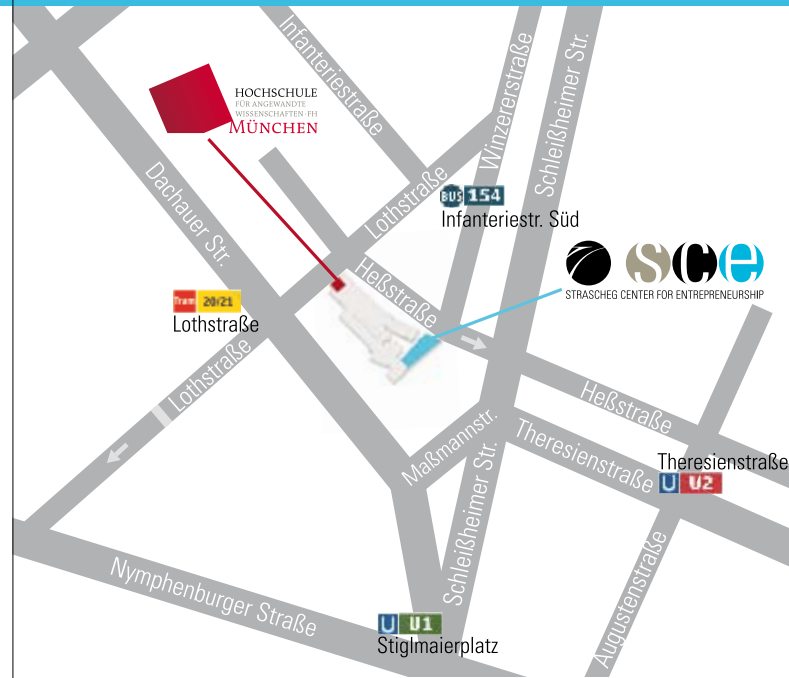 Infanteriestraße
Winzererstraße
Schleißheimer Str.
HOCHSCHULE
FÜR ANGEWANDTE
WISSENSCHAFTEN·FH
MÜNCHEN
Dachauer Str.
Lothstraße
BUS 154
Infanteriestr. Süd
Heßstraße
sce
STRASCHEG CENTER FOR ENTREPRENEURSHIP
Tram 20/21
Lothstraße
Lothstraße
Heßstraße
Maßmannstr.
Theresienstraße
Theresienstraße
U U2
Schleißheimer Str.
Augustenstraße
Nymphenburger Straße
U U1
Stiglmaierplatz